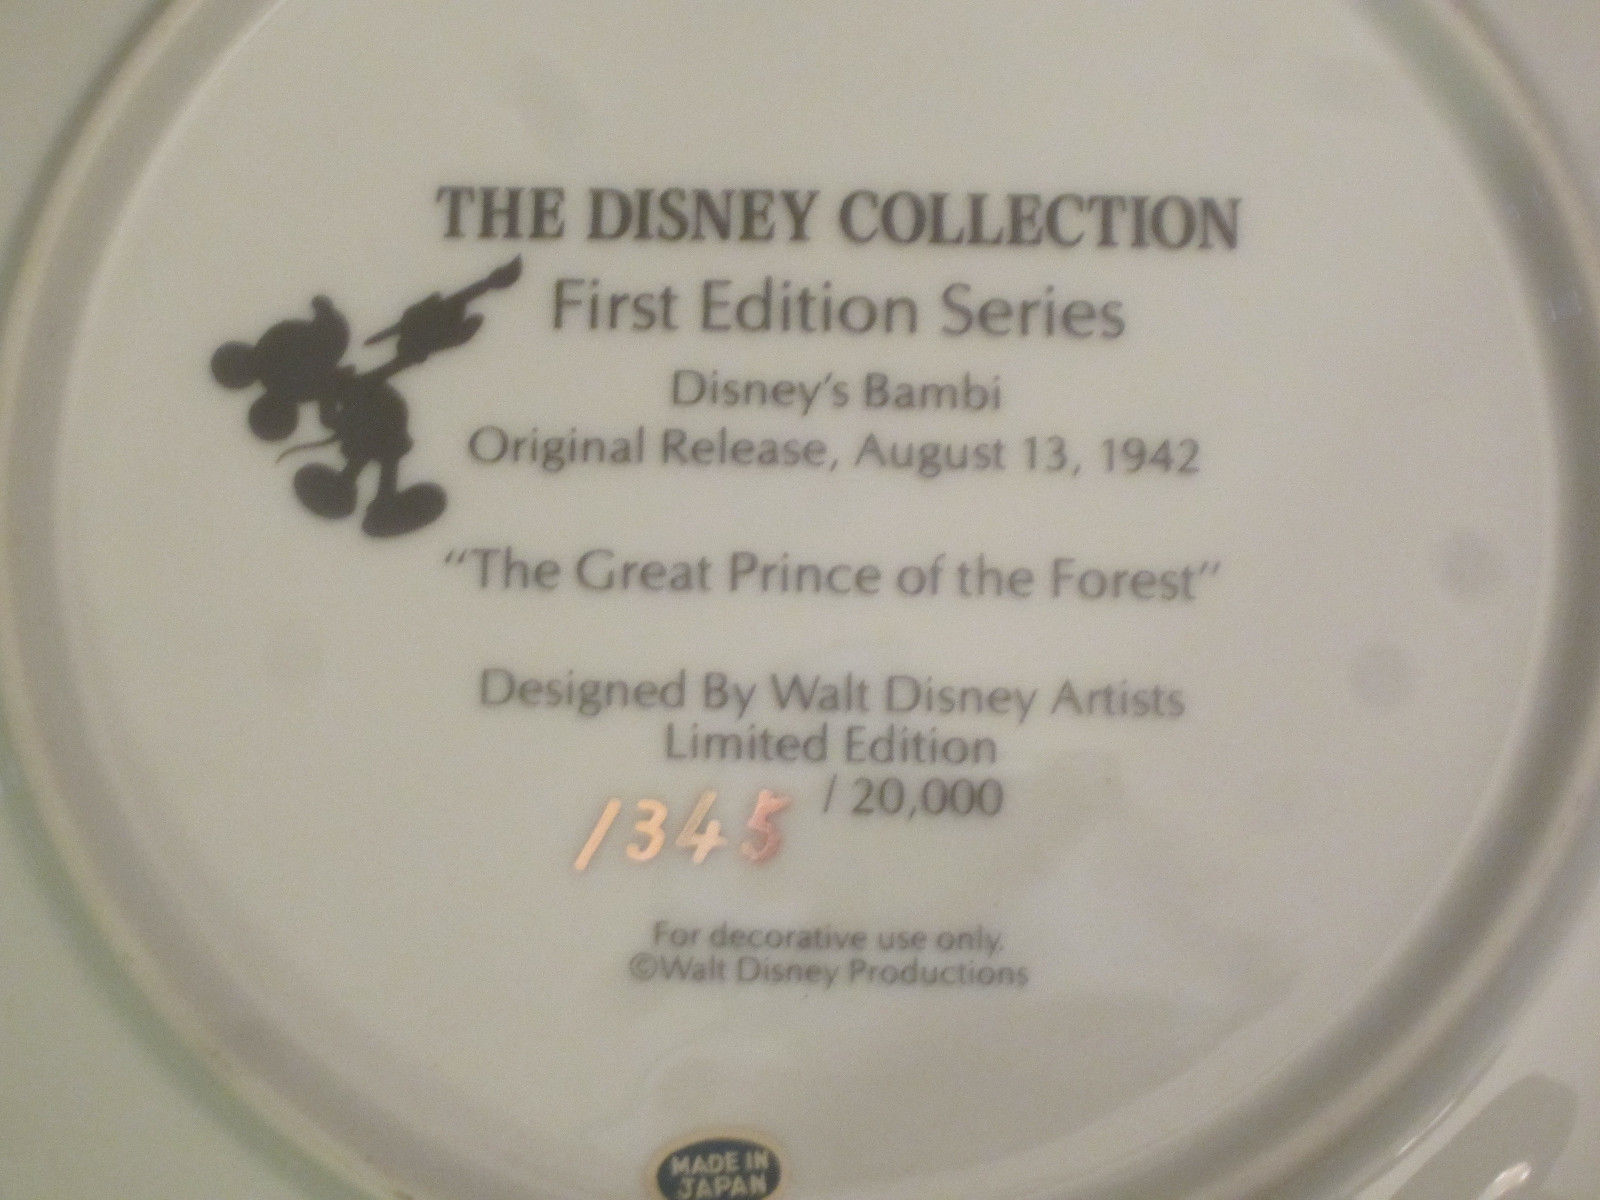 THE DISNEY COLLECTION
First Edition Series
Disney's Bambi
Original Release, August 13, 1942
"The Great Prince of the Forest"
Designed By Walt Disney Artists
Limited Edition
1345 / 20,000
For decorative use only.
©Walt Disney Productions
MADE IN
JAPAN